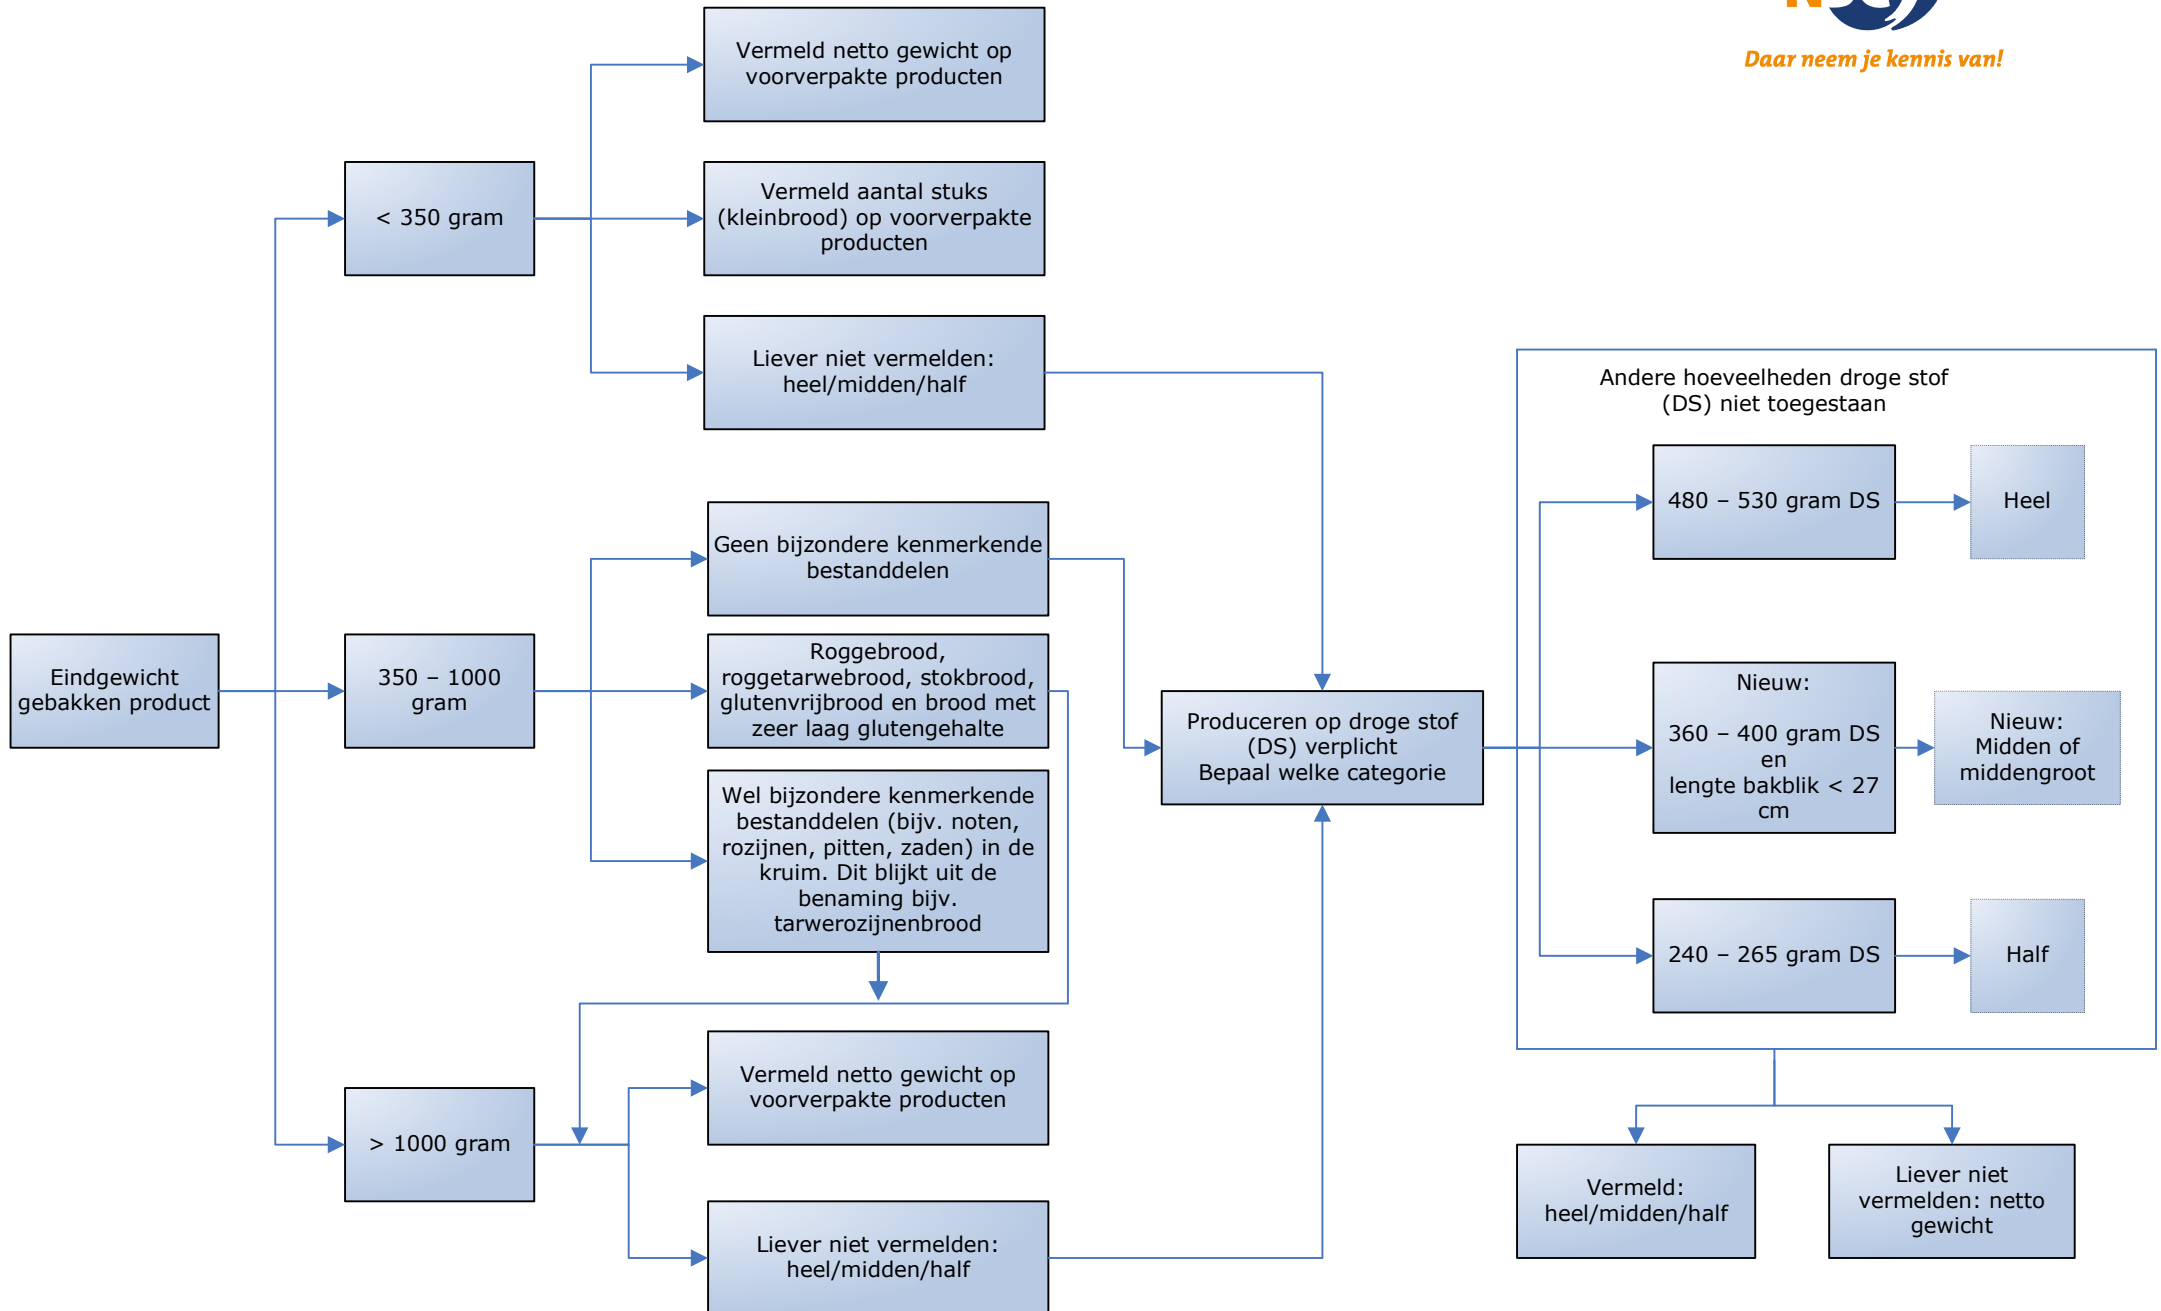 Daar neem je kennis van!
Vermeld netto gewicht op
voorverpakte producten
< 350 gram
Vermeld aantal stuks
(kleinbrood) op voorverpakte
producten
Liever niet vermelden:
heel/midden/half
Eindgewicht
gebakken product
350 – 1000
gram
Geen bijzondere kenmerkende
bestanddelen
Roggebrood,
roggetarwebrood, stokbrood,
glutenvrijbrood en brood met
zeer laag glutengehalte
Wel bijzondere kenmerkende
bestanddelen (bijv. noten,
rozijnen, pitten, zaden) in de
kruim. Dit blijkt uit de
benaming bijv.
tarwerozijnenbrood
> 1000 gram
Vermeld netto gewicht op
voorverpakte producten
Liever niet vermelden:
heel/midden/half
Produceren op droge stof
(DS) verplicht
Bepaal welke categorie
Andere hoeveelheden droge stof
(DS) niet toegestaan
480 – 530 gram DS
Heel
Nieuw:
360 – 400 gram DS
en
lengte bakblik < 27
cm
Nieuw:
Midden of
middengroot
240 – 265 gram DS
Half
Vermeld:
heel/midden/half
Liever niet
vermelden: netto
gewicht